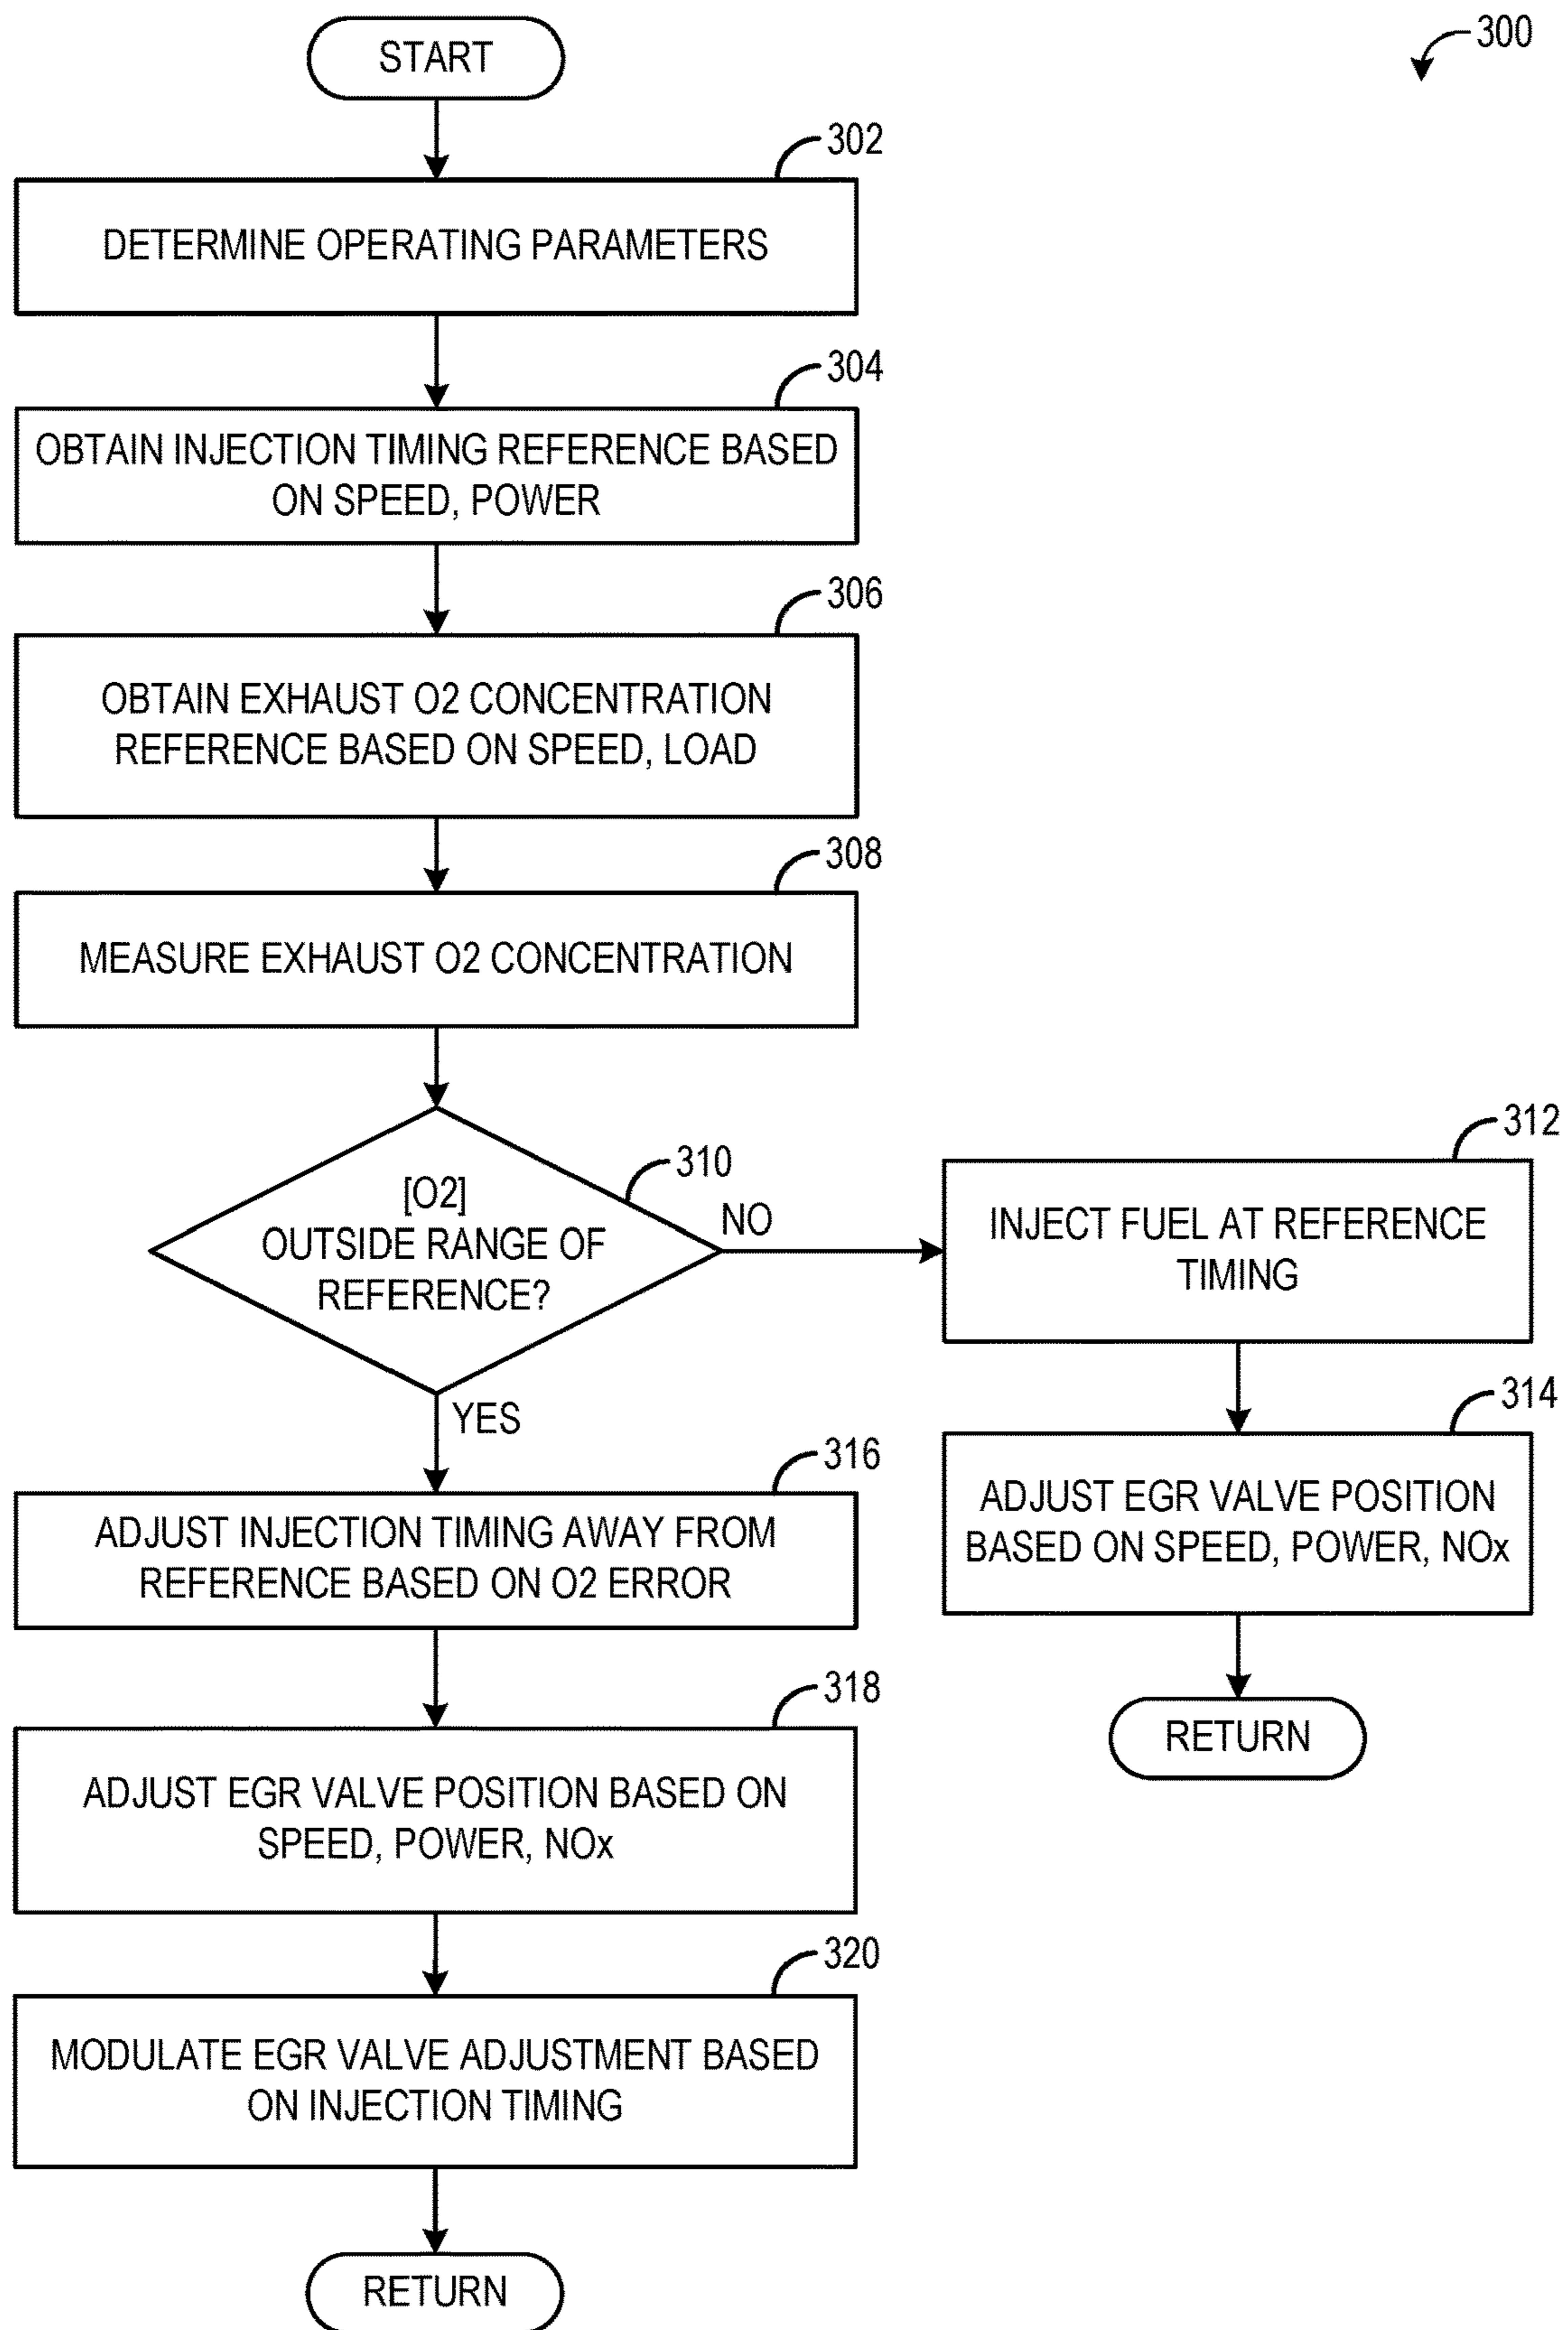 START
300
302
DETERMINE OPERATING PARAMETERS
304
OBTAIN INJECTION TIMING REFERENCE BASED
ON SPEED, POWER
306
OBTAIN EXHAUST O2 CONCENTRATION
REFERENCE BASED ON SPEED, LOAD
308
MEASURE EXHAUST O2 CONCENTRATION
310
[O2]
OUTSIDE RANGE OF
REFERENCE?
NO
312
INJECT FUEL AT REFERENCE
TIMING
314
ADJUST EGR VALVE POSITION
BASED ON SPEED, POWER, NOx
RETURN
YES
316
ADJUST INJECTION TIMING AWAY FROM
REFERENCE BASED ON O2 ERROR
318
ADJUST EGR VALVE POSITION BASED ON
SPEED, POWER, NOx
320
MODULATE EGR VALVE ADJUSTMENT BASED
ON INJECTION TIMING
RETURN